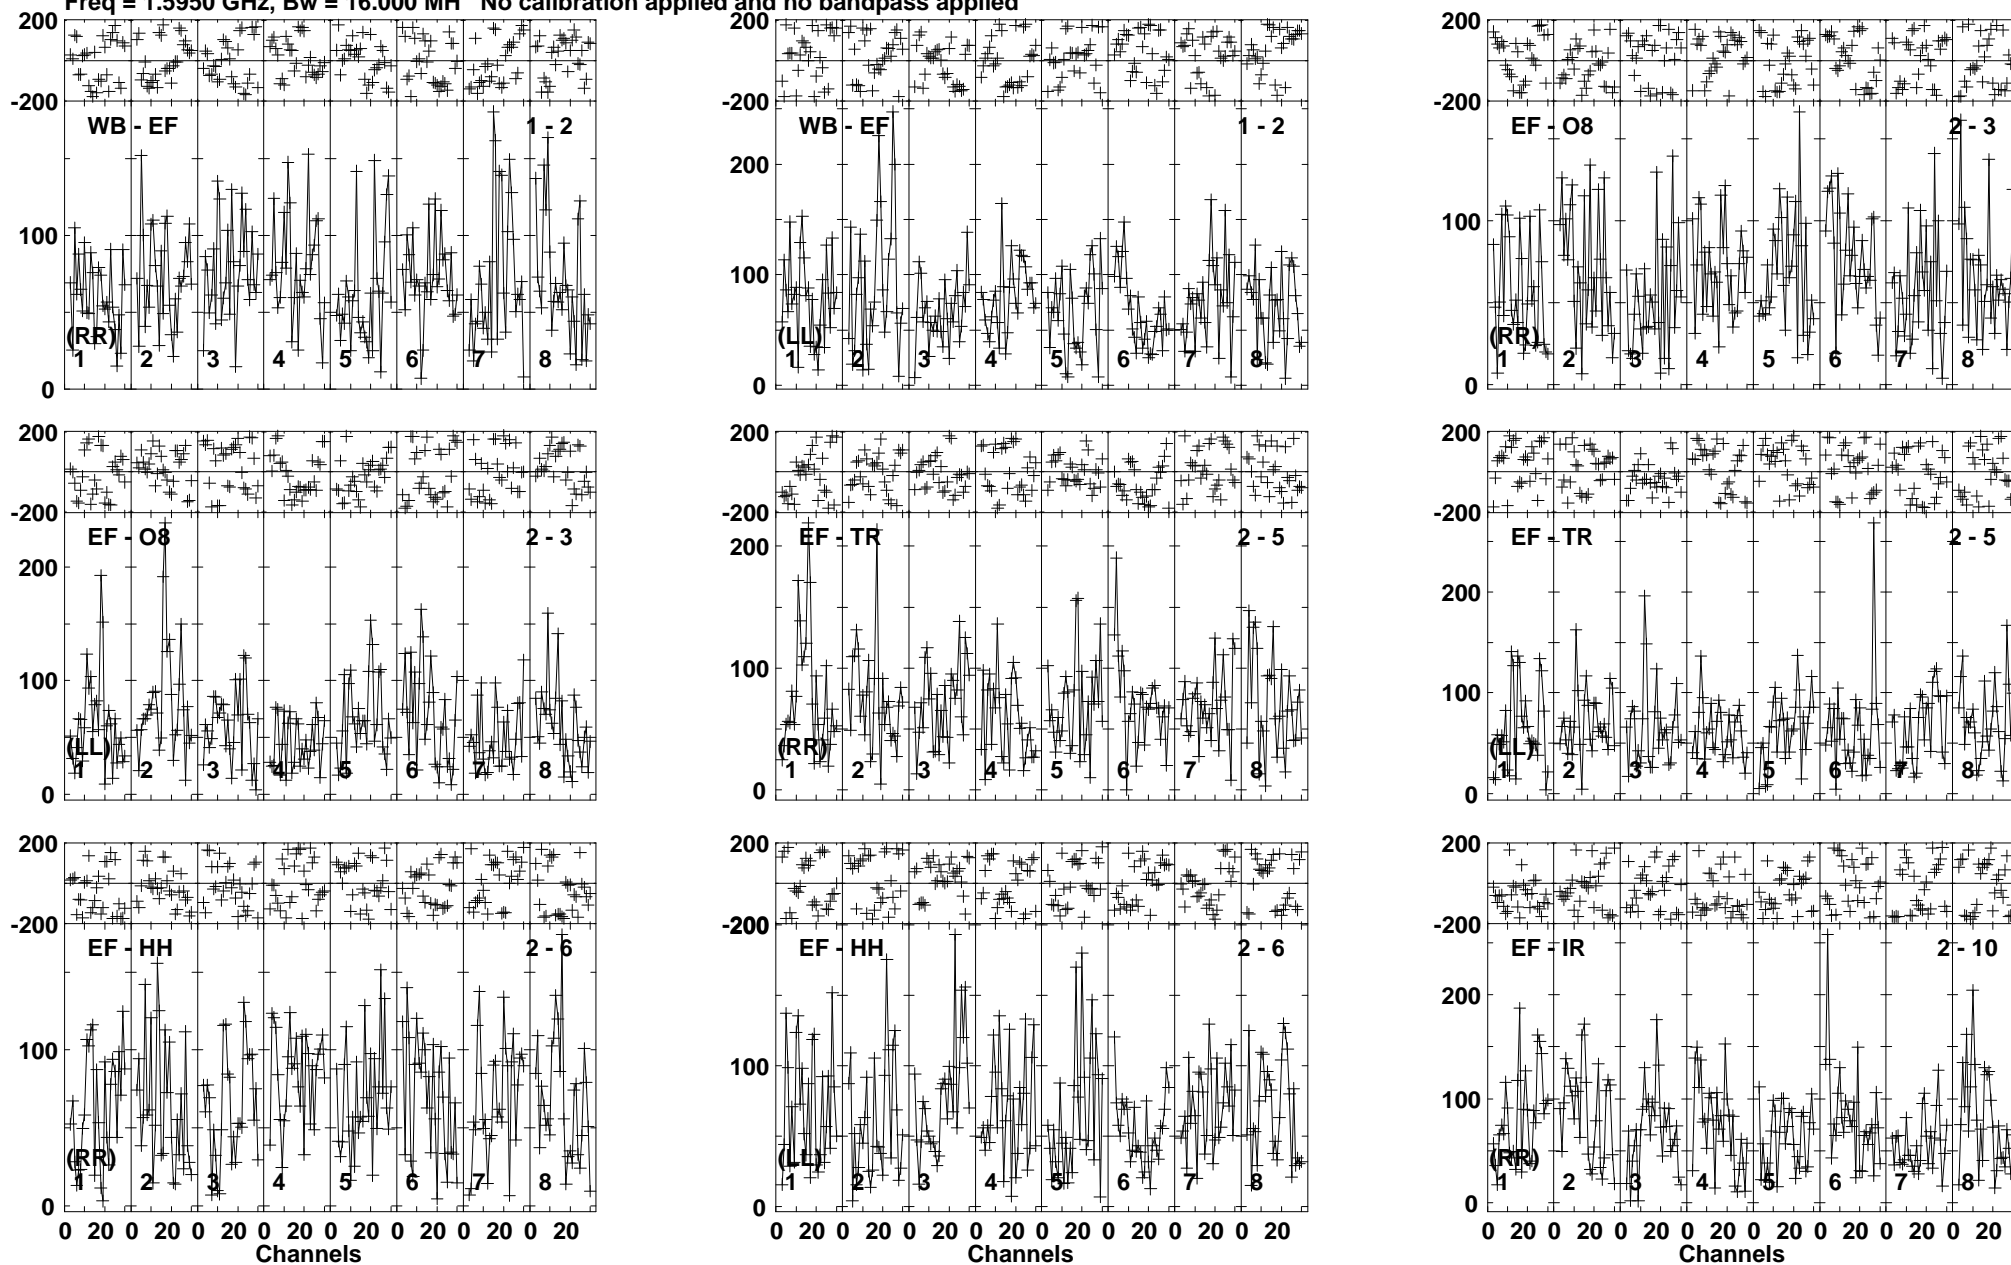 Freq = 1.5950 GHz, Bw = 16.000 MH No calibration applied and no bandpass applied
200 200 200
-200 -200 -200
WB - EF 1 - 2 WB - EF 1 - 2 EF - O8 2 - 3
200
100 100 100
(RR) (LL) (RR)
1 2 3 4 5 6 7 8 1 2 3 4 5 6 7 8 1 2 3 4 5 6 7 8
0 0 0
200 200 200
-200 -200 -200
EF - O8 2 - 3 EF - TR 2 - 5 EF - TR 2 - 5
200 200 200
100 100 100
(LL) (RR) (LL)
1 2 3 4 5 6 7 8 1 2 3 4 5 6 7 8 1 2 3 4 5 6 7 8
0 0 0
200 200 200
-200 -200 -200
200
EF - HH 2 - 6 EF - HH 2 - 6 EF - IR 2 - 10
200
100 100 100
(RR) (LL) (RR)
1 2 3 4 5 6 7 8 1 2 3 4 5 6 7 8 1 2 3 4 5 6 7 8
0 0 0
0 20 0 20 0 20 0 20 0 20 0 20 0 20 0 20 0 20 0 20 0 20 0 20 0 20 0 20 0 20 0 20 0 20 0 20 0 20 0 20 0 20 0 20 0 20 0 20
Channels Channels Channels